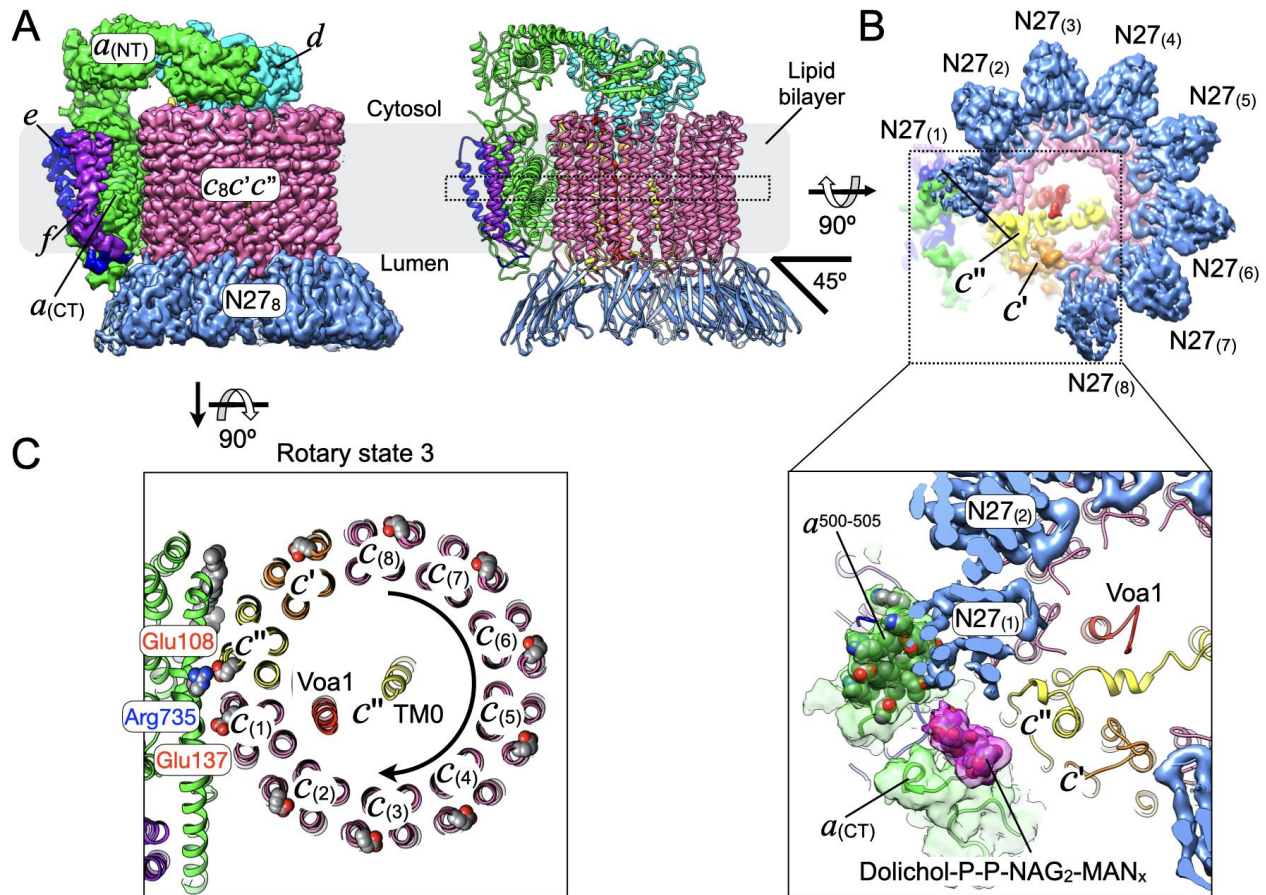 A
a(NT)
d
e
Cytosol
c8c'c"
f
Lumen
a(CT)
N278
Lipid
bilayer
90º
45º
B
N27(1)
N27(2)
N27(3)
N27(4)
N27(5)
N27(6)
N27(7)
N27(8)
c"
c'
90º
C
Rotary state 3
Glu108
Arg735
Glu137
c"
c'
c(8)
c(7)
c(6)
c(5)
c(4)
c(3)
c(2)
c(1)
Voa1
c"
TM0
a500-505
N27(2)
N27(1)
Voa1
c"
c'
a(CT)
Dolichol-P-P-NAG2-MANx